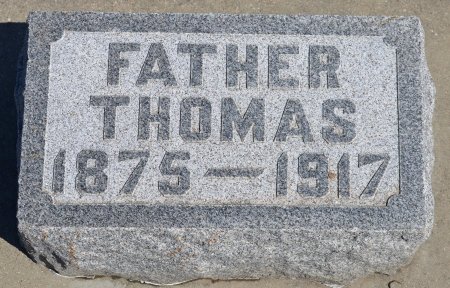 FATHER
THOMAS
1875 — 1917